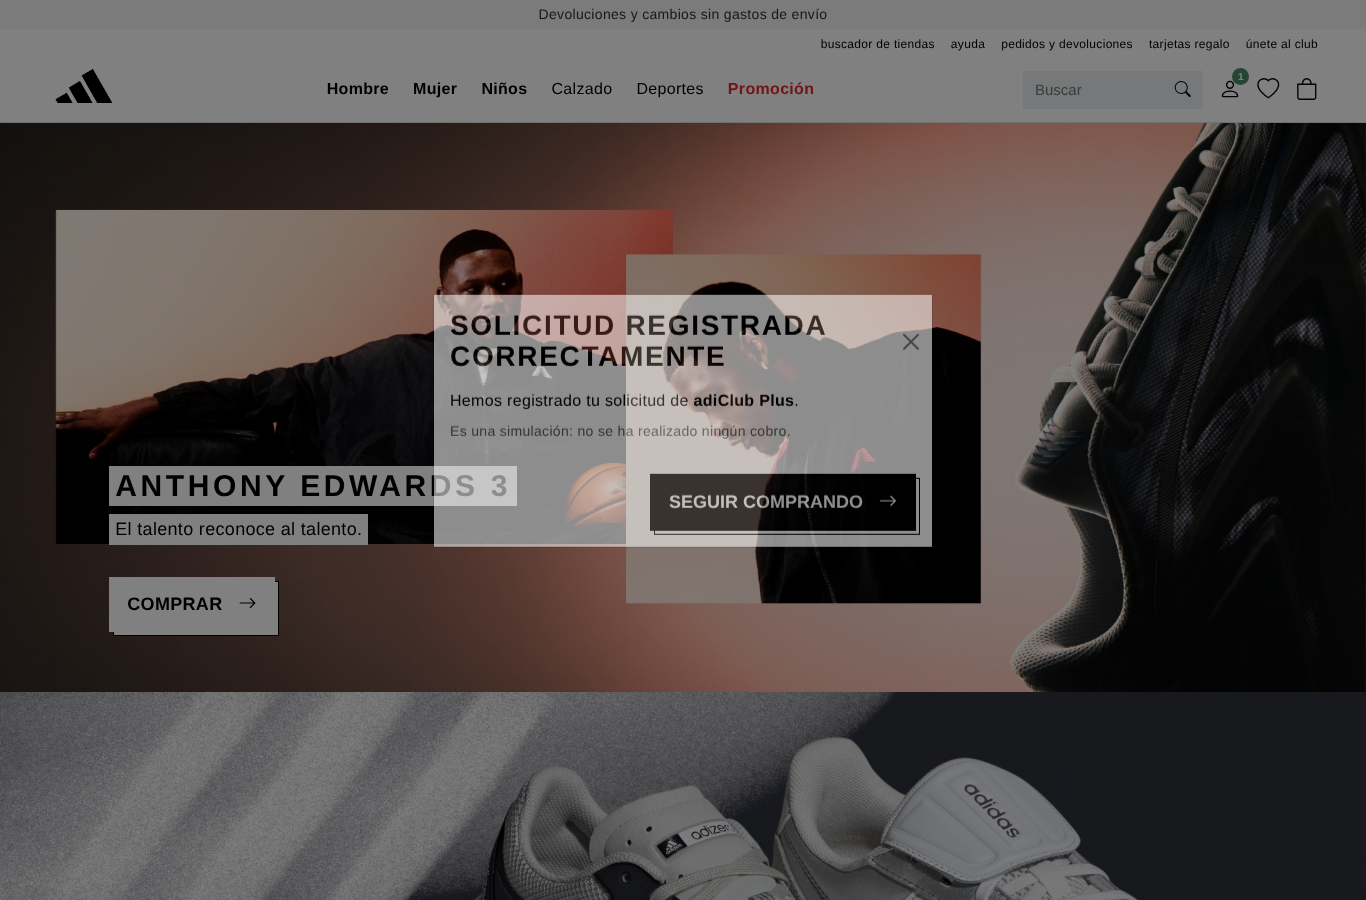 Devoluciones y cambios sin gastos de envío
buscador de tiendas ayuda pedidos y devoluciones tarjetas regalo únete al club
Hombre Mujer Niños Calzado Deportes Promoción Buscar 1
SOLICITUD REGISTRADA
CORRECTAMENTE
Hemos registrado tu solicitud de adiClub Plus.
Es una simulación: no se ha realizado ningún cobro.
SEGUIR COMPRANDO
ANTHONY EDWARDS 3
El talento reconoce al talento.
COMPRAR
adizero
adidas